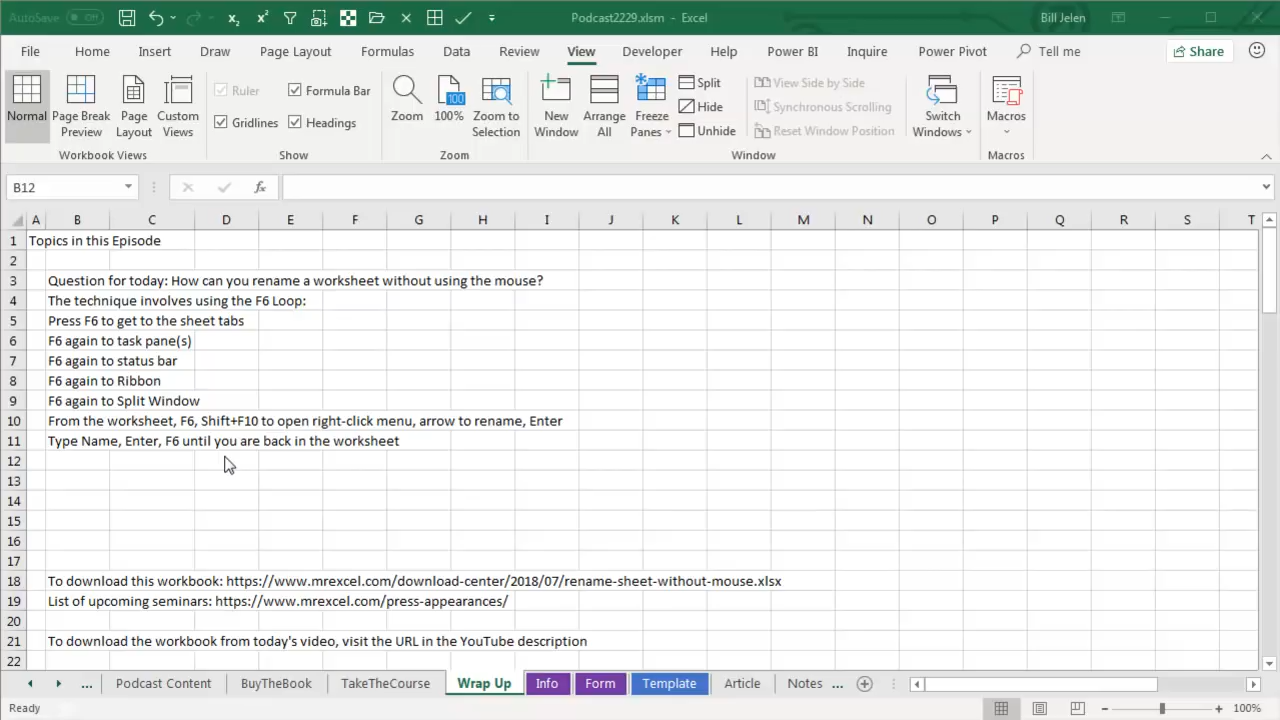 AutoSave Off Podcast2229.xlsm - Excel Bill Jelen
File Home Insert Draw Page Layout Formulas Data Review View Developer Help Power BI Inquire Power Pivot Tell me Share
Normal Page Break Preview Page Layout Custom Views
Workbook Views
Ruler Formula Bar
Gridlines Headings
Show
Zoom 100% Zoom to Selection
Zoom
New Window Arrange All Freeze Panes
Split
Hide
Unhide
View Side by Side
Synchronous Scrolling
Reset Window Position
Switch Windows
Window
Macros
Macros
B12 fx
A B C D E F G H I J K L M N O P Q R S T
1 Topics in this Episode
2
3 Question for today: How can you rename a worksheet without using the mouse?
4 The technique involves using the F6 Loop:
5 Press F6 to get to the sheet tabs
6 F6 again to task pane(s)
7 F6 again to status bar
8 F6 again to Ribbon
9 F6 again to Split Window
10 From the worksheet, F6, Shift+F10 to open right-click menu, arrow to rename, Enter
11 Type Name, Enter, F6 until you are back in the worksheet
12
13
14
15
16
17
18 To download this workbook: https://www.mrexcel.com/download-center/2018/07/rename-sheet-without-mouse.xlsx
19 List of upcoming seminars: https://www.mrexcel.com/press-appearances/
20
21 To download the workbook from today's video, visit the URL in the YouTube description
22
... Podcast Content BuyTheBook TakeTheCourse Wrap Up Info Form Template Article Notes ...
Ready 100%